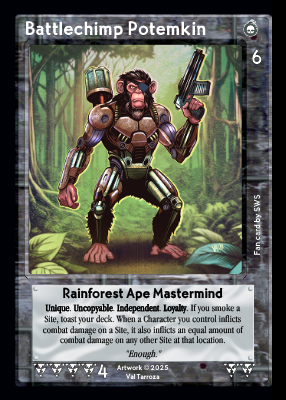 Battlechimp Potemkin
6
Fan card by SWS
Rainforest Ape Mastermind
Unique. Uncopyable. Independent. Loyalty. If you smoke a
Site, toast your deck. When a Character you control inflicts
combat damage on a Site, it also inflicts an equal amount of
combat damage on any other Site at that location.
"Enough."
4
Artwork © 2025
Val Tarroza